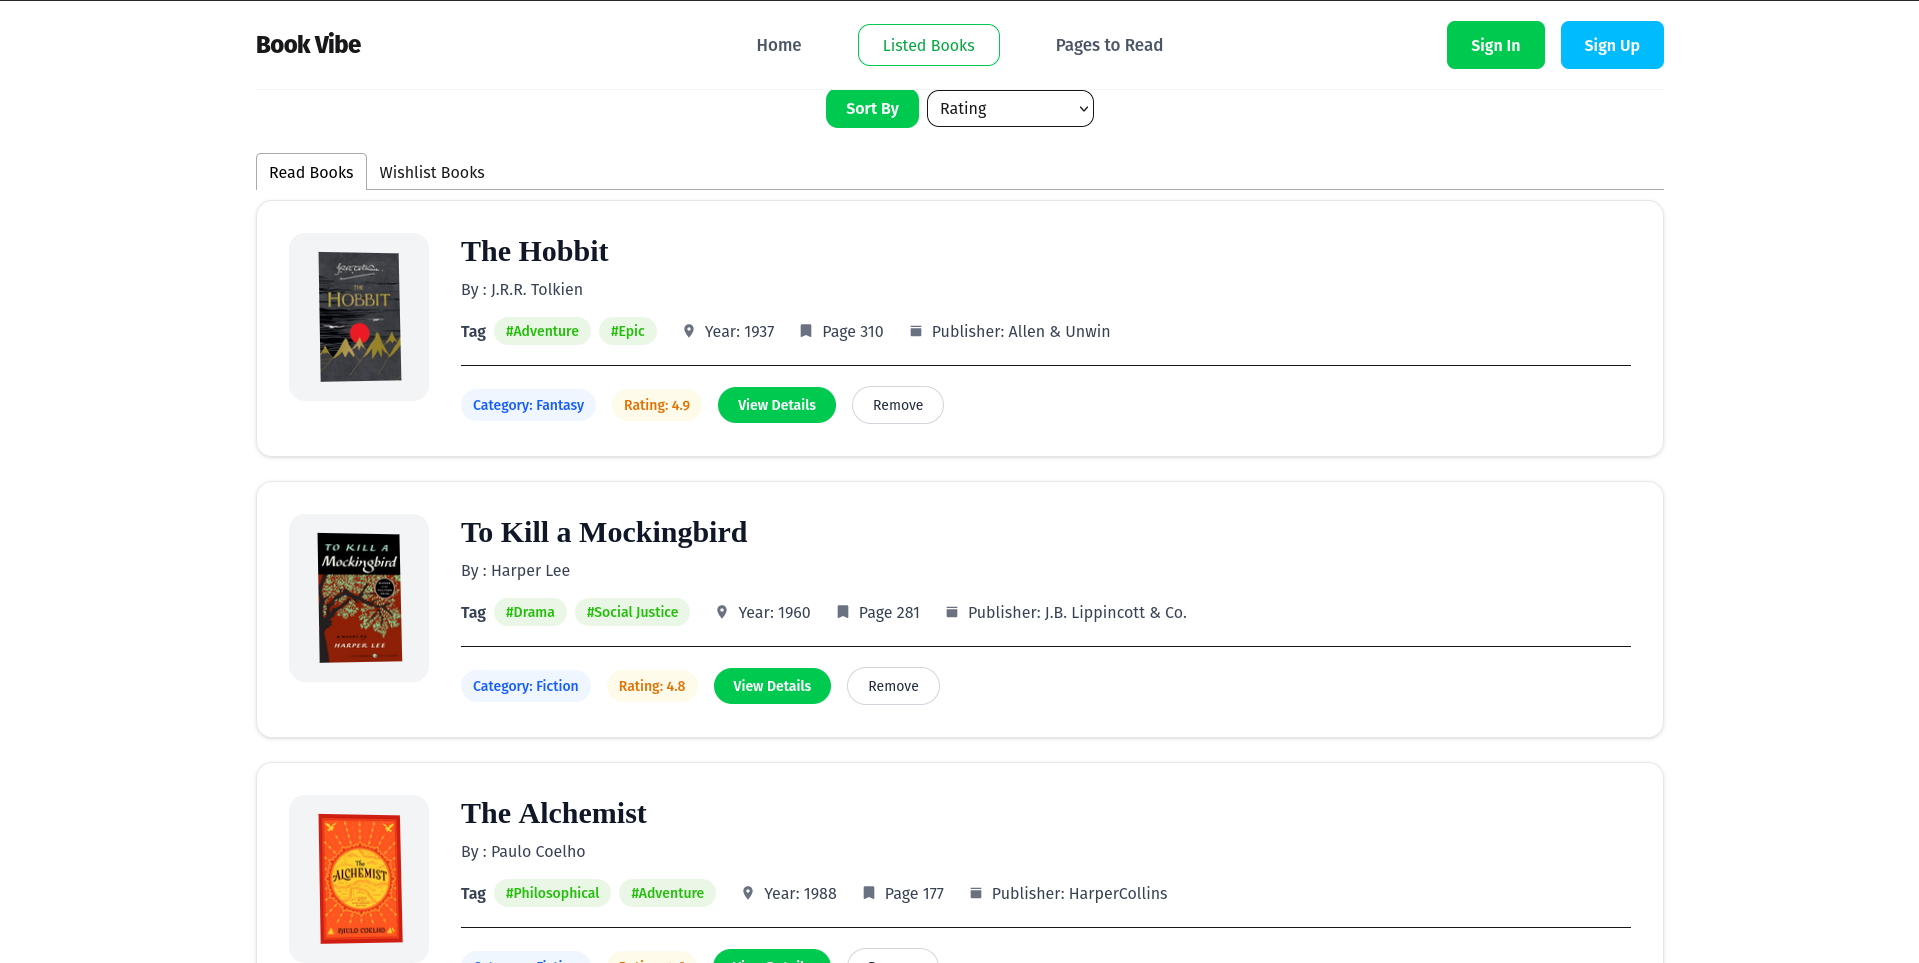 Book Vibe
Home
Listed Books
Pages to Read
Sign In
Sign Up
Sort By
Rating
Read Books
Wishlist Books
THE
HOBBIT
The Hobbit
By : J.R.R. Tolkien
Tag #Adventure #Epic Year: 1937 Page 310 Publisher: Allen & Unwin
Category: Fantasy Rating: 4.9 View Details Remove
TO KILL A
Mockingbird
HARPER LEE
To Kill a Mockingbird
By : Harper Lee
Tag #Drama #Social Justice Year: 1960 Page 281 Publisher: J.B. Lippincott & Co.
Category: Fiction Rating: 4.8 View Details Remove
The
ALCHEMIST
PAULO COELHO
The Alchemist
By : Paulo Coelho
Tag #Philosophical #Adventure Year: 1988 Page 177 Publisher: HarperCollins